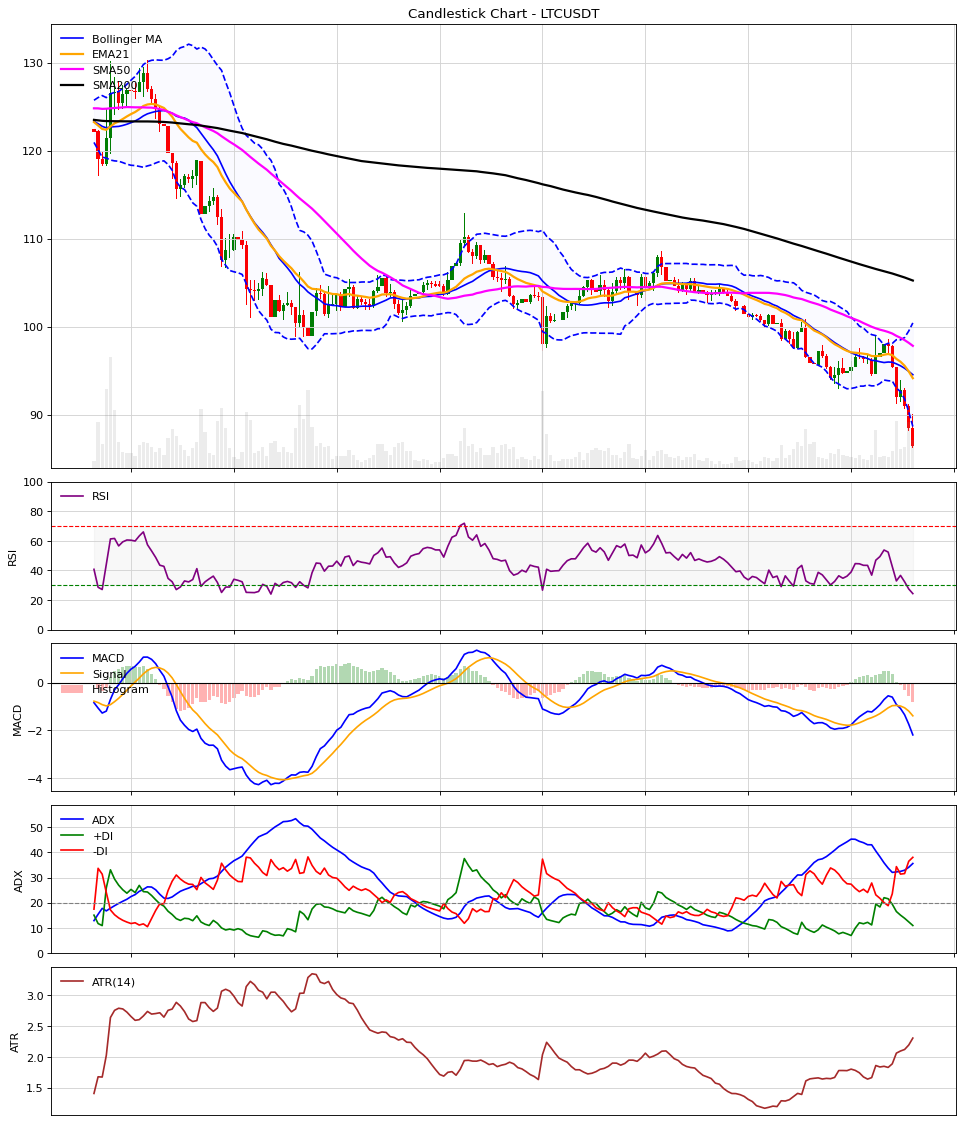 Candlestick Chart - LTCUSDT
Bollinger MA
EMA21
SMA50
SMA200
130
120
110
100
90
RSI
100
80
60
40
20
0
RSI
MACD
Signal
Histogram
0
−2
−4
MACD
ADX
+DI
-DI
50
40
30
20
10
0
ADX
ATR(14)
3.0
2.5
2.0
1.5
ATR